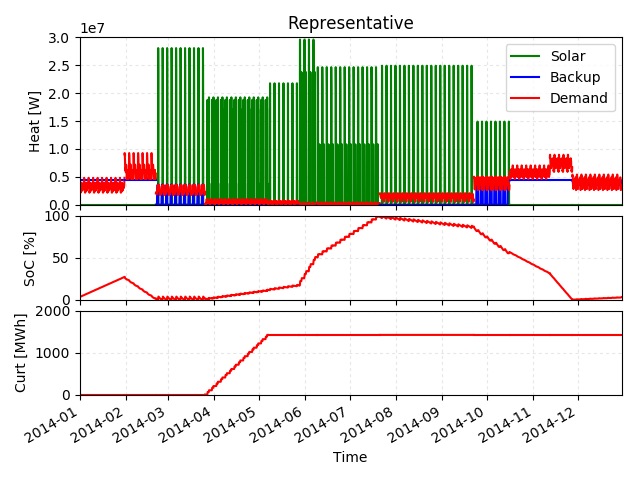 Representative
1e7
3.0
2.5
2.0
1.5
1.0
0.5
0.0
Heat [W]
Solar
Backup
Demand
100
50
0
SoC [%]
2000
1000
0
Curt [MWh]
2014-01
2014-02
2014-03
2014-04
2014-05
2014-06
2014-07
2014-08
2014-09
2014-10
2014-11
2014-12
Time